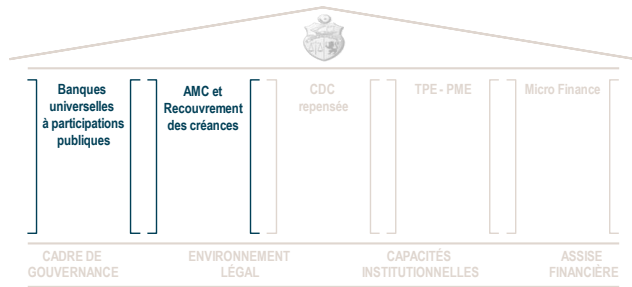 Banques
universelles
à participations
publiques
AMC et
Recouvrement
des créances
CDC
repensée
TPE - PME
Micro Finance
CADRE DE
GOUVERNANCE
ENVIRONNEMENT
LÉGAL
CAPACITÉS
INSTITUTIONNELLES
ASSISE
FINANCIÈRE